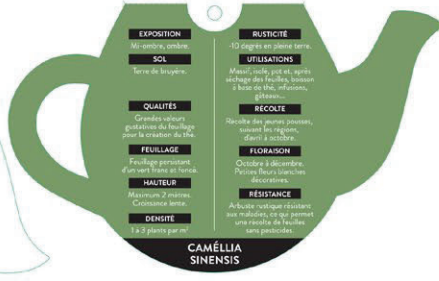 EXPOSITION
Mi-ombre, ombre.
SOL
Terre de bruyère.
QUALITÉS
Grandes valeurs
gustatives du feuillage
pour la création du thé.
FEUILLAGE
Feuillage persistant
d'un vert franc et foncé.
HAUTEUR
Maximum 2 mètres.
Croissance lente.
DENSITÉ
1 à 3 plants par m²
RUSTICITÉ
-10 degrés en pleine terre.
UTILISATIONS
Massif, isolé, pot et, après
séchage des feuilles, boisson
à base de thé, infusions,
gâteaux...
RÉCOLTE
Récolte des jeunes pousses,
suivant les régions,
d'avril à octobre.
FLORAISON
Octobre à décembre.
Petites fleurs blanches
décoratives.
RÉSISTANCE
Arbuste rustique résistant
aux maladies, ce qui permet
une récolte de feuilles
sans pesticides.
CAMÉLLIA
SINENSIS